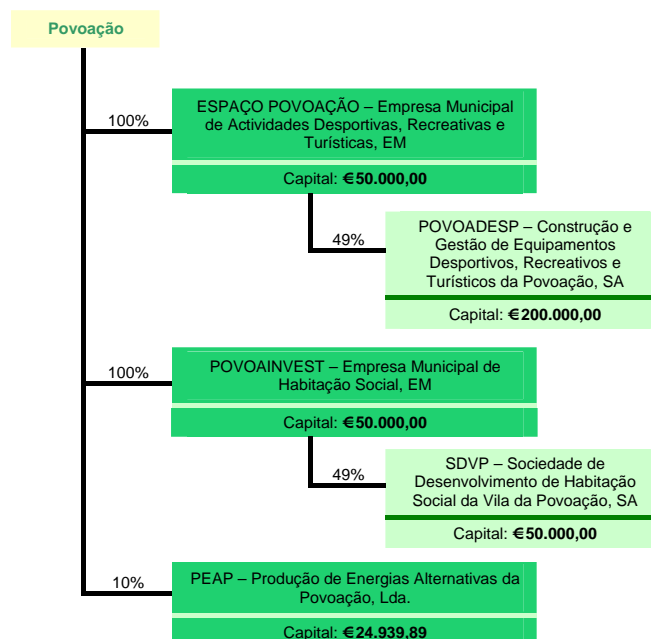 Povoação
100%
ESPAÇO POVOAÇÃO – Empresa Municipal
de Actividades Desportivas, Recreativas e
Turísticas, EM
Capital: €50.000,00
49%
POVOADESP – Construção e
Gestão de Equipamentos
Desportivos, Recreativos e
Turísticos da Povoação, SA
Capital: €200.000,00
100%
POVOAINVEST – Empresa Municipal de
Habitação Social, EM
Capital: €50.000,00
49%
SDVP – Sociedade de
Desenvolvimento de Habitação
Social da Vila da Povoação, SA
Capital: €50.000,00
10%
PEAP – Produção de Energias Alternativas da
Povoação, Lda.
Capital: €24.939,89